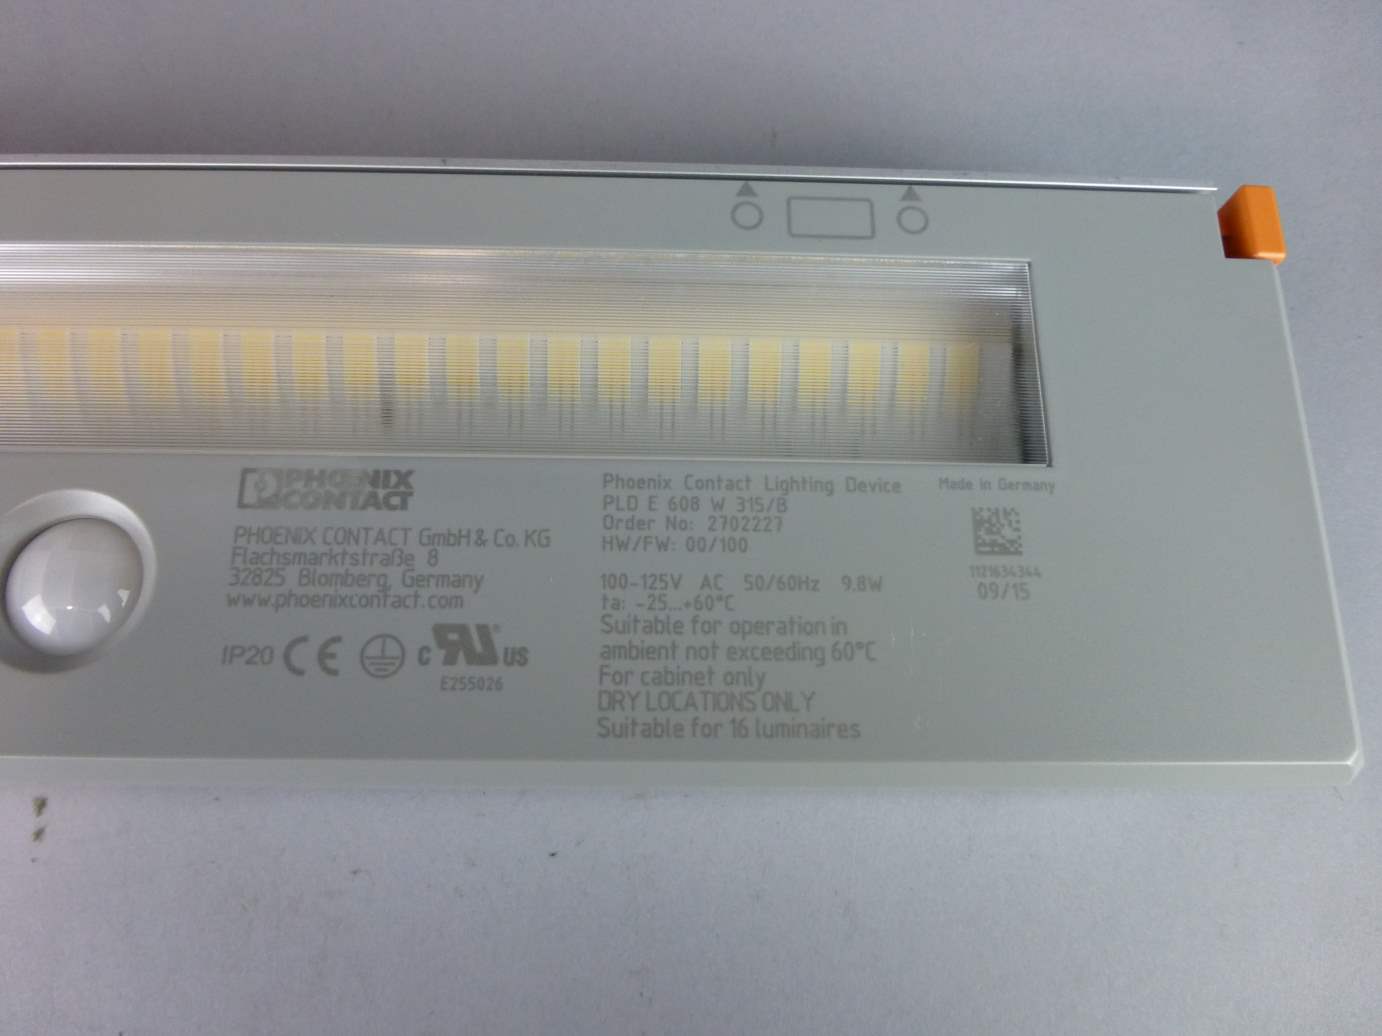 PHOENIX
CONTACT
PHOENIX CONTACT GmbH & Co. KG
Flachsmarktstraße 8
32825 Blomberg, Germany
www.phoenixcontact.com
IP20 CE c RU® US
E255026
Phoenix Contact Lighting Device
PLD E 608 W 315/B
Order No: 2702227
HW/FW: 00/100
100-125V AC 50/60Hz 9.8W
ta: -25...+60°C
Suitable for operation in
ambient not exceeding 60°C
For cabinet only
DRY LOCATIONS ONLY
Suitable for 16 luminaires
Made in Germany
1121634344
09/15